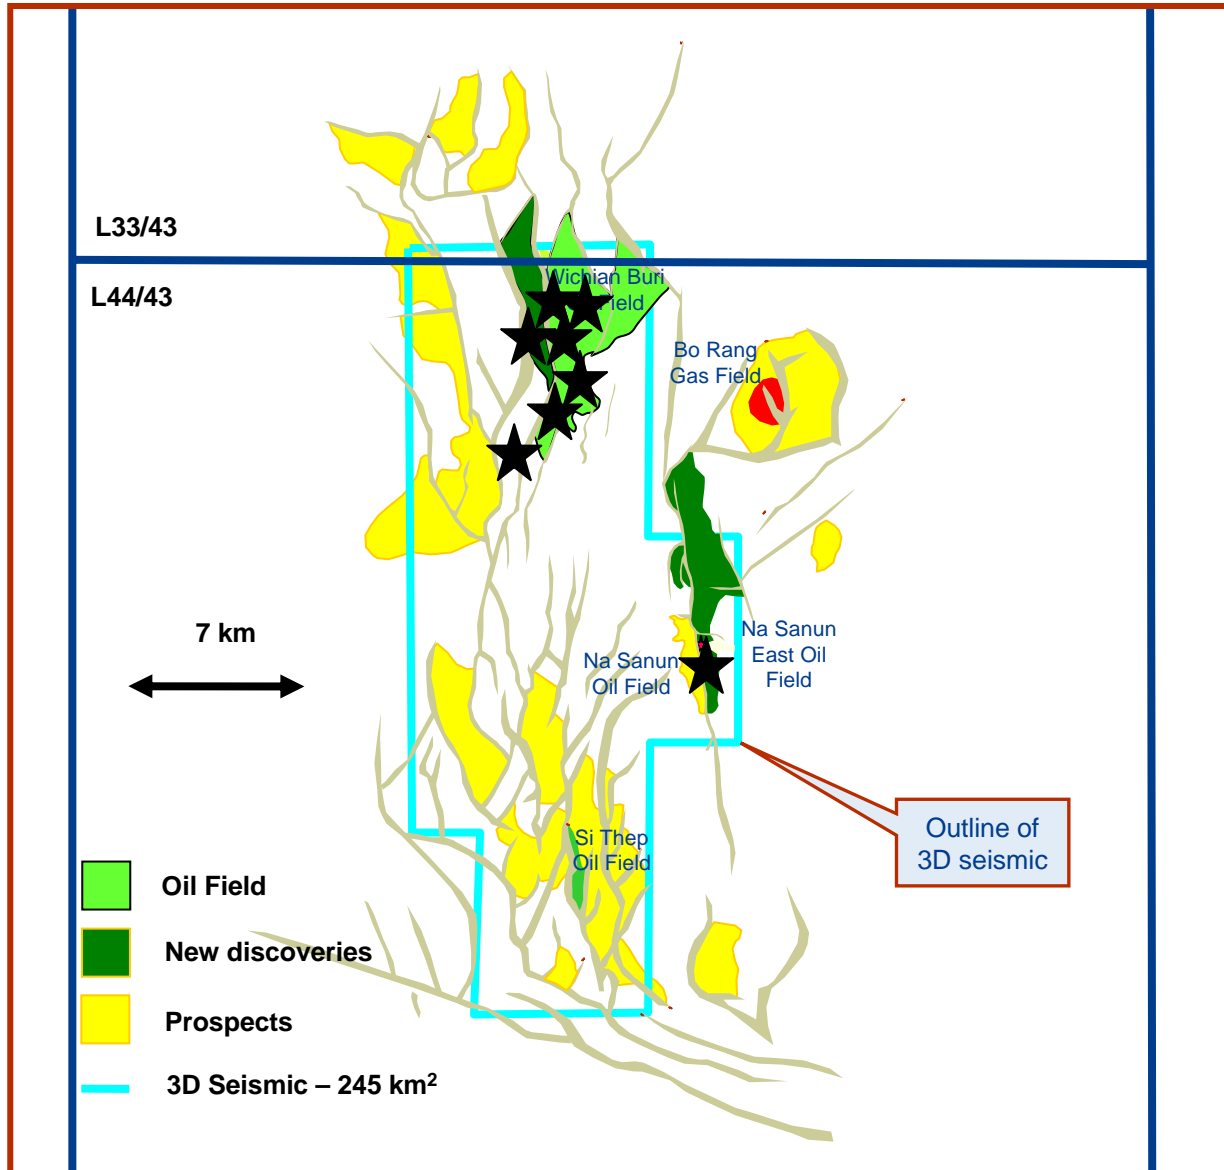 L33/43
L44/43
Wichian Buri
Field
Bo Rang
Gas Field
7 km
Na Sanun
Oil Field
Na Sanun
East Oil
Field
Si Thep
Oil Field
Outline of
3D seismic
Oil Field
New discoveries
Prospects
3D Seismic – 245 km²